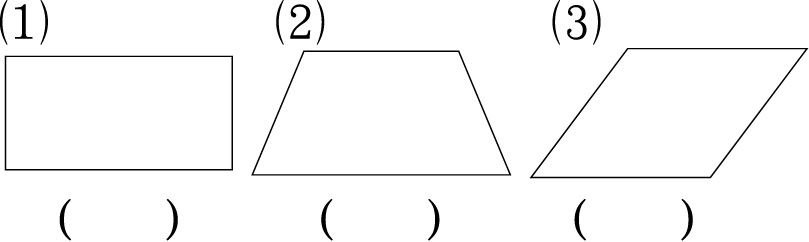 (1) (2) (3)
( ) ( ) ( )